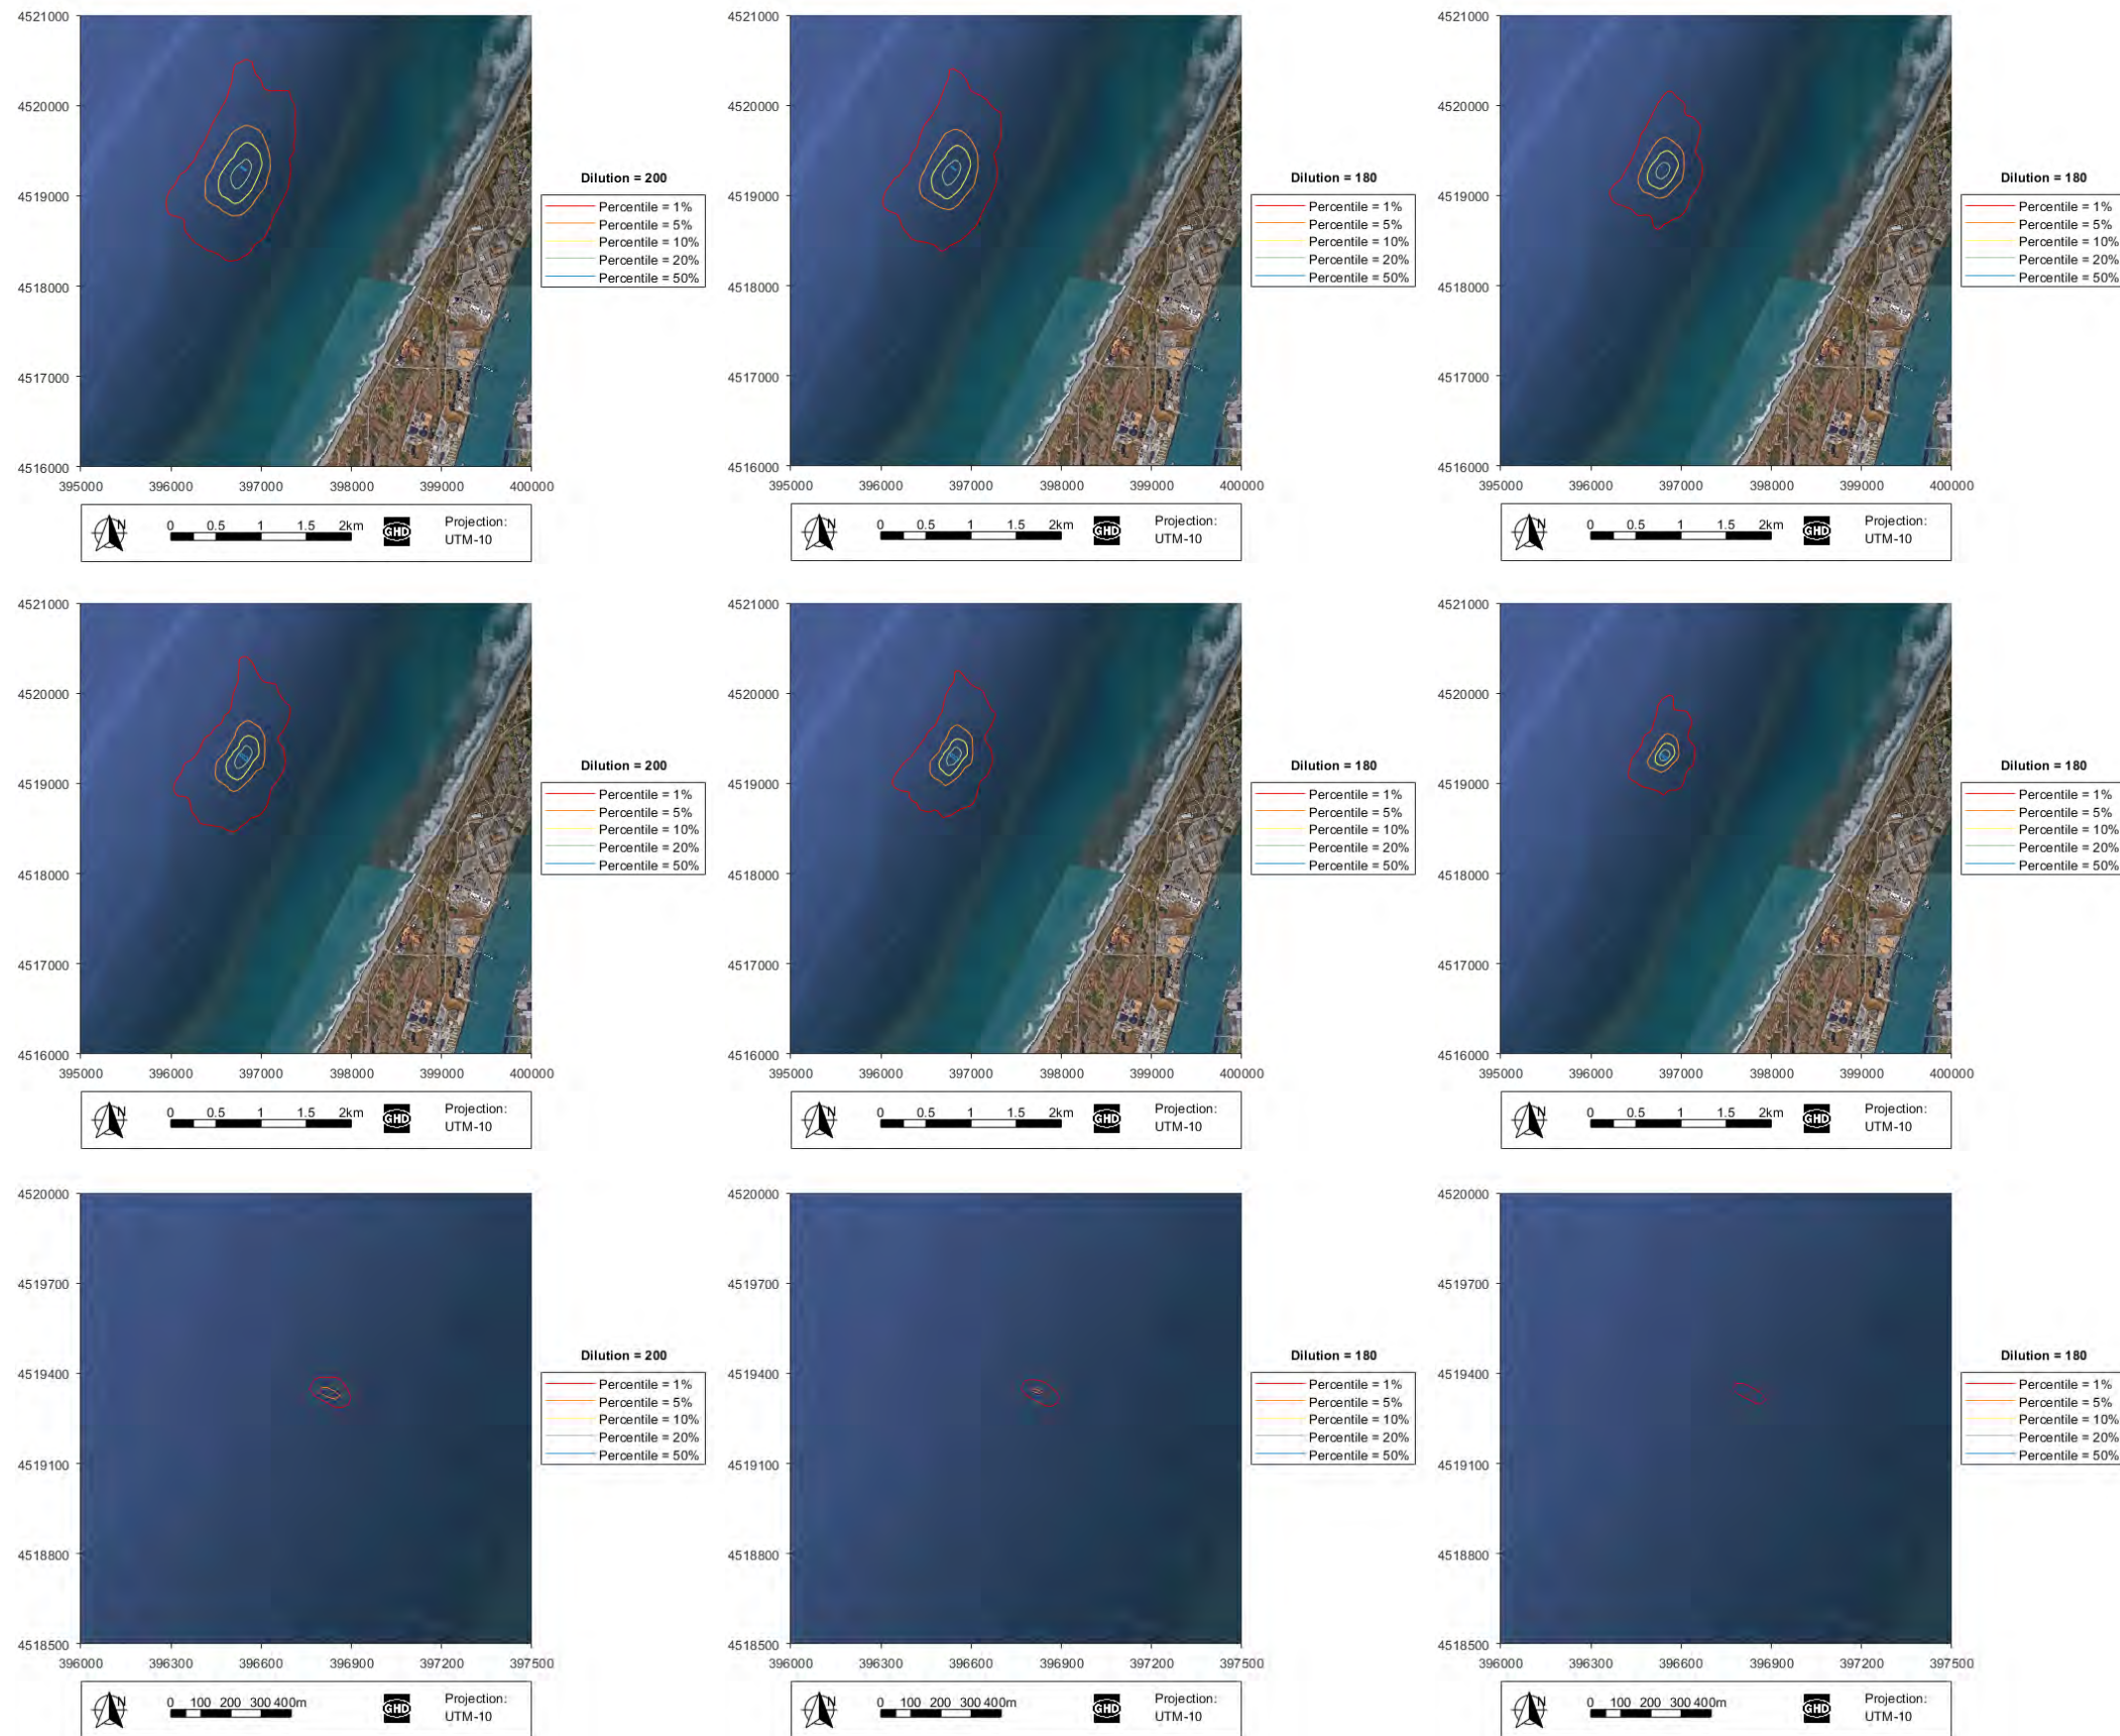 4521000
4520000
4519000
4518000
4517000
4516000
395000 396000 397000 398000 399000 400000
Dilution = 200
Percentile = 1%
Percentile = 5%
Percentile = 10%
Percentile = 20%
Percentile = 50%
N
0 0.5 1 1.5 2km
GHD
Projection:
UTM-10
4521000
4520000
4519000
4518000
4517000
4516000
395000 396000 397000 398000 399000 400000
Dilution = 180
Percentile = 1%
Percentile = 5%
Percentile = 10%
Percentile = 20%
Percentile = 50%
N
0 0.5 1 1.5 2km
GHD
Projection:
UTM-10
4521000
4520000
4519000
4518000
4517000
4516000
395000 396000 397000 398000 399000 400000
Dilution = 180
Percentile = 1%
Percentile = 5%
Percentile = 10%
Percentile = 20%
Percentile = 50%
N
0 0.5 1 1.5 2km
GHD
Projection:
UTM-10
4521000
4520000
4519000
4518000
4517000
4516000
395000 396000 397000 398000 399000 400000
Dilution = 200
Percentile = 1%
Percentile = 5%
Percentile = 10%
Percentile = 20%
Percentile = 50%
N
0 0.5 1 1.5 2km
GHD
Projection:
UTM-10
4521000
4520000
4519000
4518000
4517000
4516000
395000 396000 397000 398000 399000 400000
Dilution = 180
Percentile = 1%
Percentile = 5%
Percentile = 10%
Percentile = 20%
Percentile = 50%
N
0 0.5 1 1.5 2km
GHD
Projection:
UTM-10
4521000
4520000
4519000
4518000
4517000
4516000
395000 396000 397000 398000 399000 400000
Dilution = 180
Percentile = 1%
Percentile = 5%
Percentile = 10%
Percentile = 20%
Percentile = 50%
N
0 0.5 1 1.5 2km
GHD
Projection:
UTM-10
4520000
4519700
4519400
4519100
4518800
4518500
396000 396300 396600 396900 397200 397500
Dilution = 200
Percentile = 1%
Percentile = 5%
Percentile = 10%
Percentile = 20%
Percentile = 50%
N
0 100 200 300 400m
GHD
Projection:
UTM-10
4520000
4519700
4519400
4519100
4518800
4518500
396000 396300 396600 396900 397200 397500
Dilution = 180
Percentile = 1%
Percentile = 5%
Percentile = 10%
Percentile = 20%
Percentile = 50%
N
0 100 200 300 400m
GHD
Projection:
UTM-10
4520000
4519700
4519400
4519100
4518800
4518500
396000 396300 396600 396900 397200 397500
Dilution = 180
Percentile = 1%
Percentile = 5%
Percentile = 10%
Percentile = 20%
Percentile = 50%
N
0 100 200 300 400m
GHD
Projection:
UTM-10